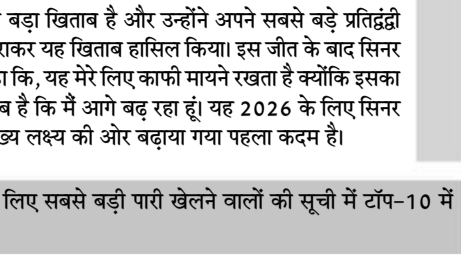 बड़ा खिताब है और उन्होंने अपने सबसे बड़े प्रतिद्वंद्वी
यह खिताब हासिल किया। इस जीत के बाद सिनर
कि, यह मेरे लिए काफी मायने रखता है क्योंकि इसका
है कि मैं आगे बढ़ रहा हूं। यह 2026 के लिए सिनर
लक्ष्य की ओर बढ़ाया गया पहला कदम है।
लिए सबसे बड़ी पारी खेलने वालों की सूची में टॉप-10 में